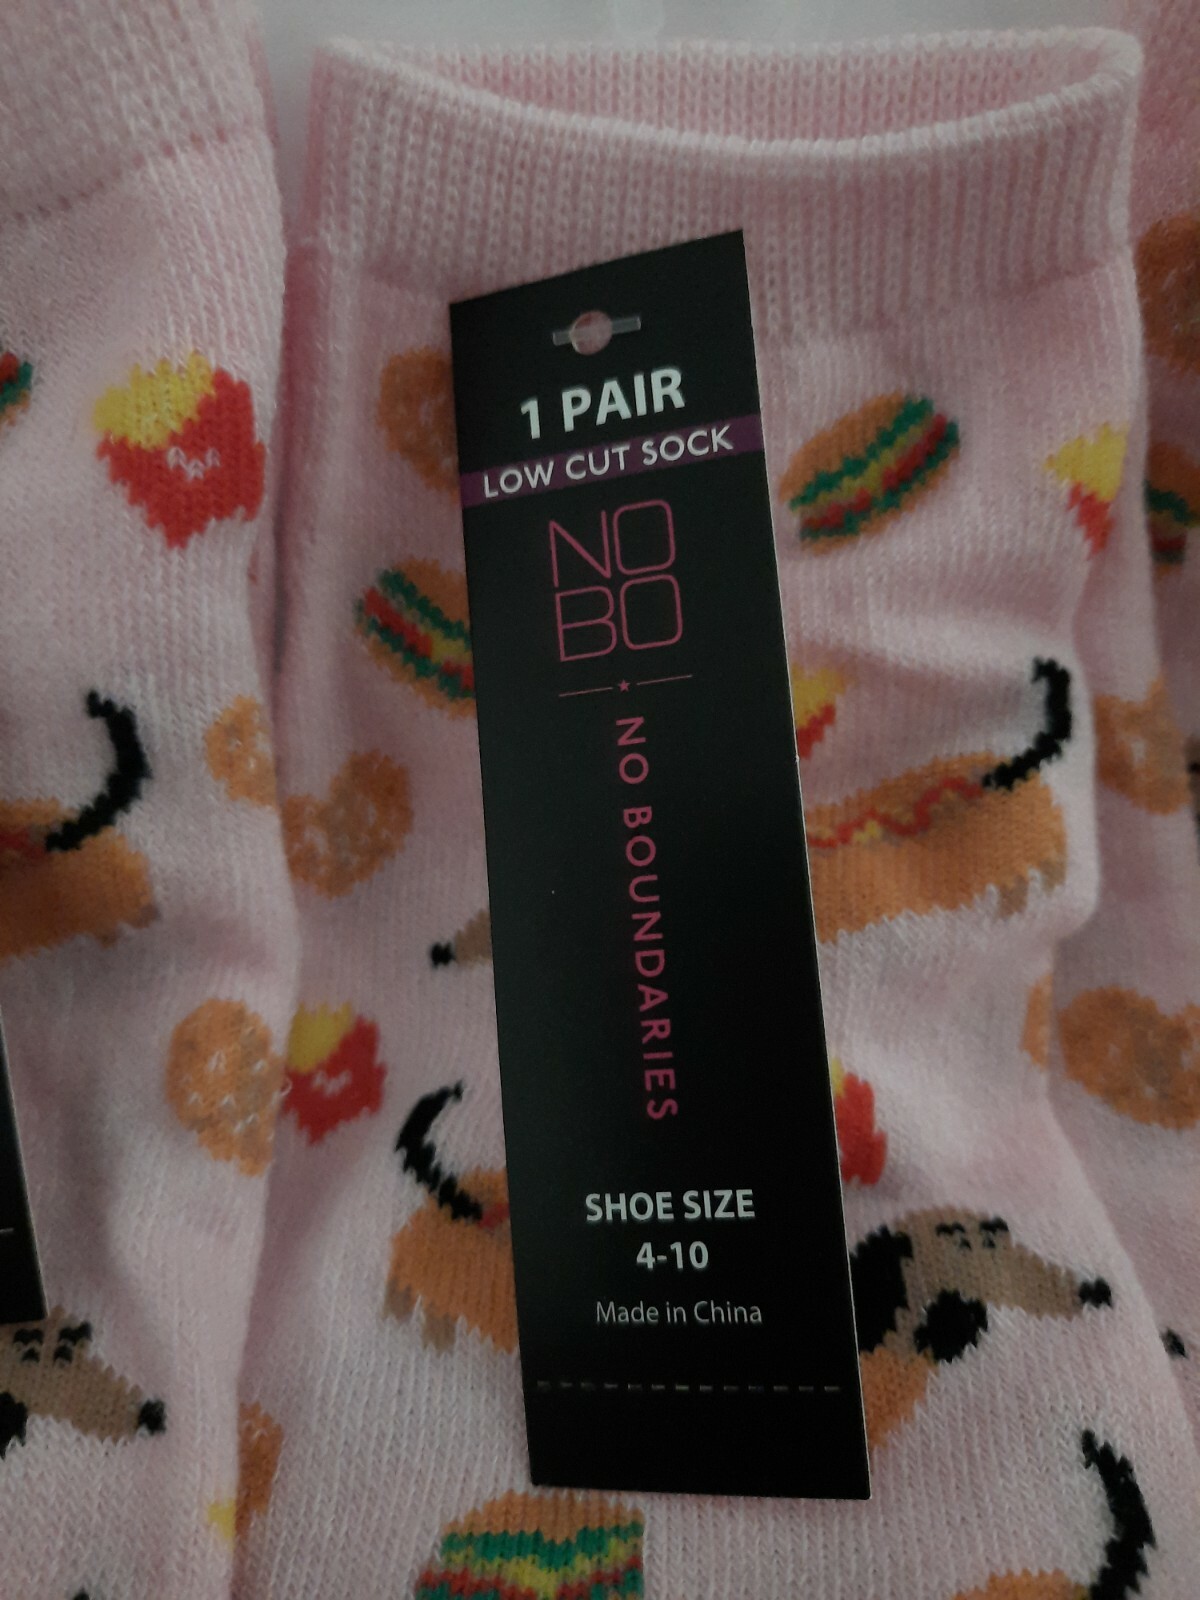 1 PAIR
LOW CUT SOCK
NO
BO
NO BOUNDARIES
SHOE SIZE
4-10
Made in China